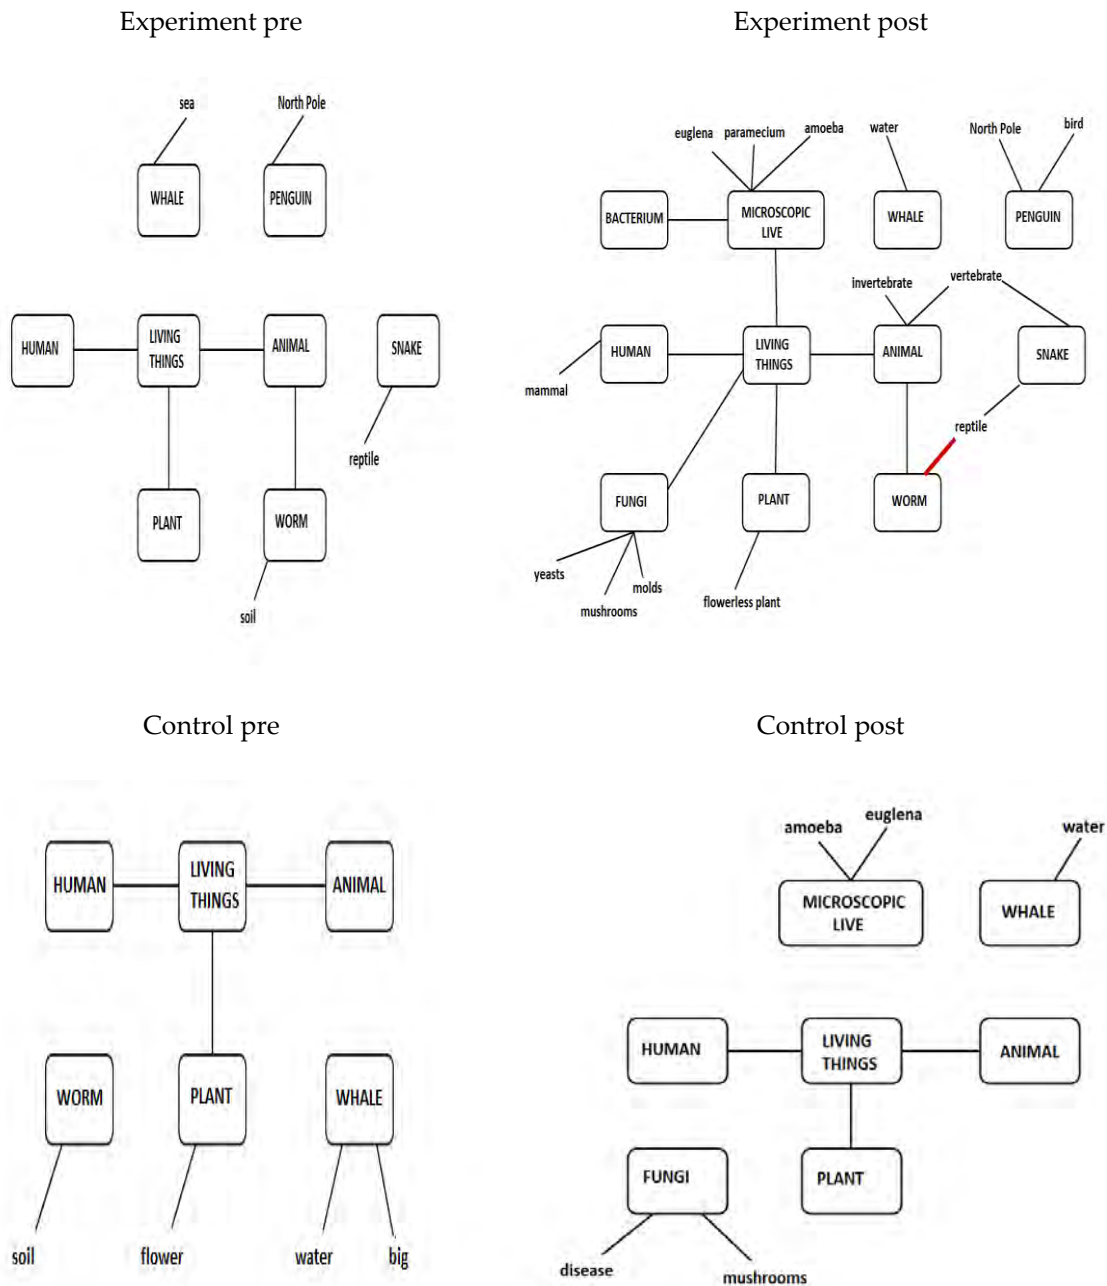 Experiment pre
Experiment post
sea
North Pole
WHALE
PENGUIN
HUMAN
LIVING
THINGS
ANIMAL
SNAKE
reptile
PLANT
WORM
soil
euglena
paramecium
amoeba
water
North Pole
bird
BACTERIUM
MICROSCOPIC
LIVE
WHALE
PENGUIN
invertebrate
vertebrate
HUMAN
LIVING
THINGS
ANIMAL
SNAKE
mammal
reptile
FUNGI
PLANT
WORM
yeasts
molds
mushrooms
flowerless plant
Control pre
Control post
HUMAN
LIVING
THINGS
ANIMAL
WORM
PLANT
WHALE
soil
flower
water
big
amoeba
euglena
water
MICROSCOPIC
LIVE
WHALE
HUMAN
LIVING
THINGS
ANIMAL
FUNGI
PLANT
disease
mushrooms